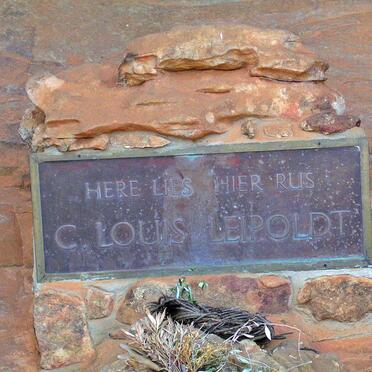 HERE LIES HIER RUS
C. LOUIS LEIPOLDT